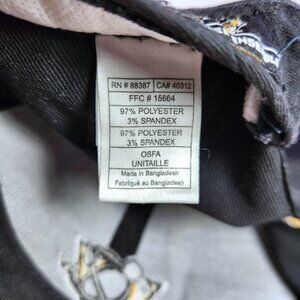 RN # 88387 CA# 40312
FFC # 15664
97% POLYESTER
3% SPANDEX
97% POLYESTER
3% SPANDEX
OSFA
UNITAILLE
Made in Bangladesh
Fabriqué au Bangladesh